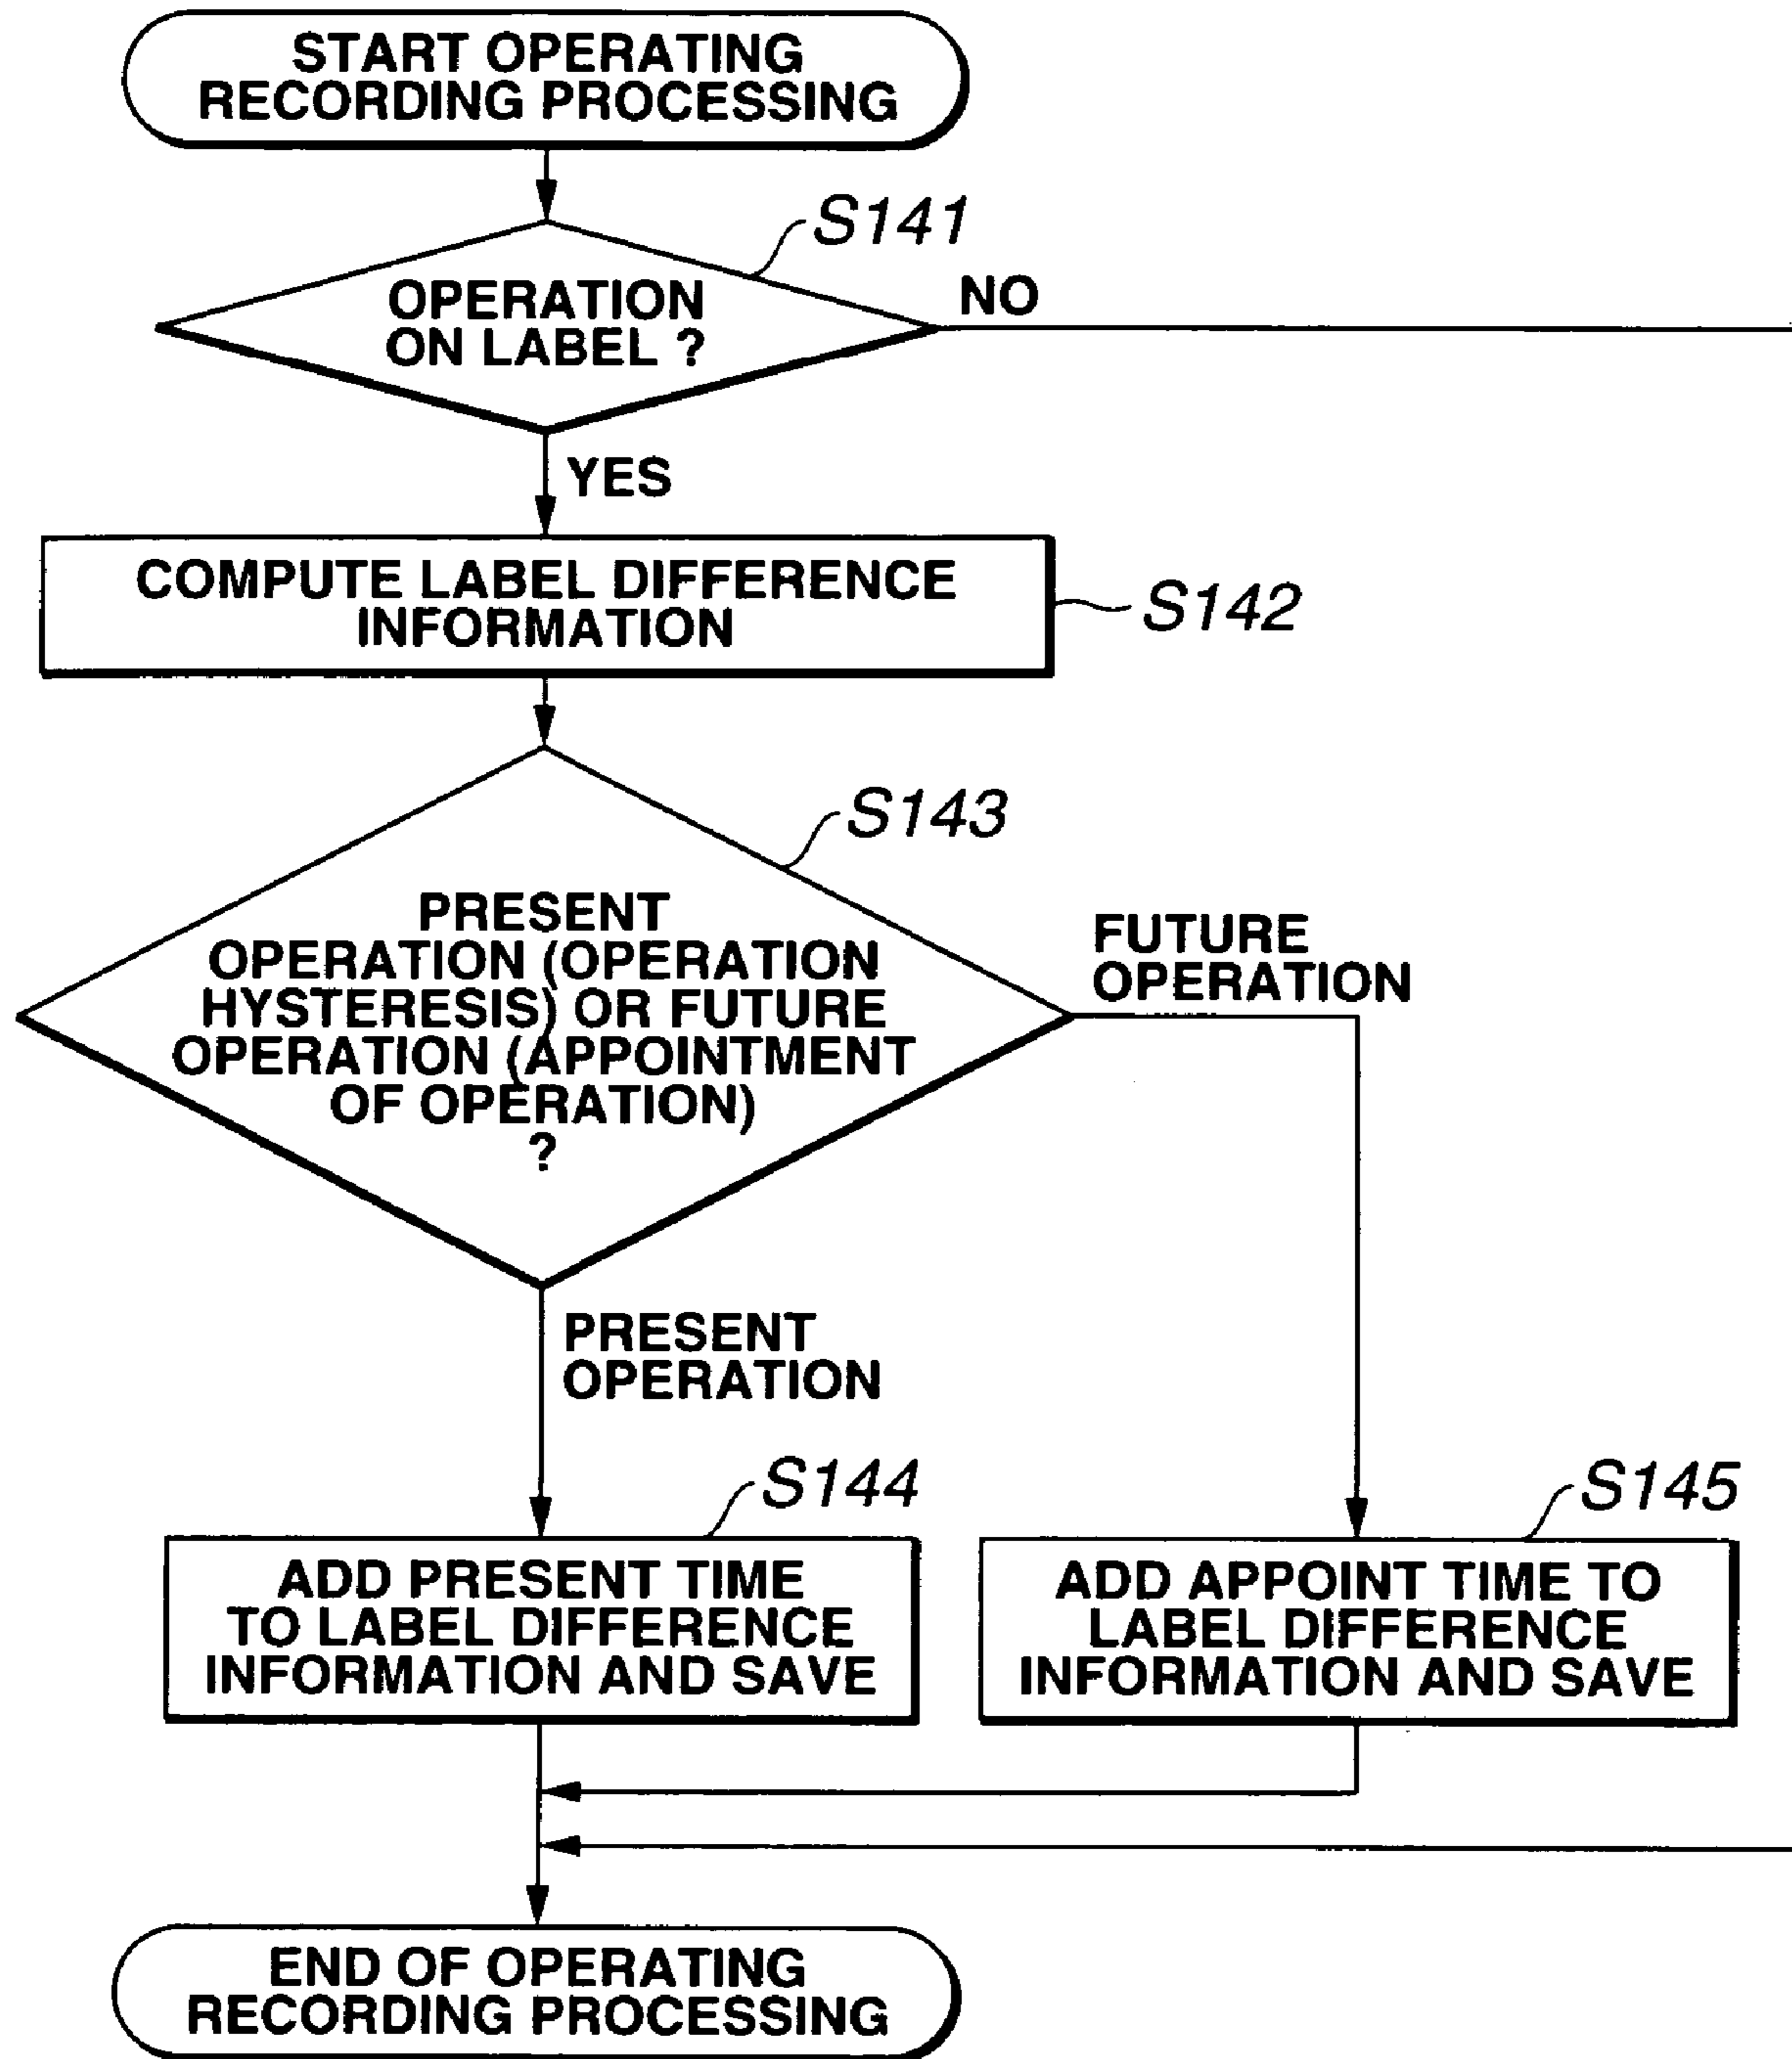 START OPERATING
RECORDING PROCESSING
S141
OPERATION
ON LABEL ?
NO
YES
COMPUTE LABEL DIFFERENCE
INFORMATION
S142
S143
PRESENT
OPERATION (OPERATION
HYSTERESIS) OR FUTURE
OPERATION (APPOINTMENT
OF OPERATION)
?
FUTURE
OPERATION
PRESENT
OPERATION
S144
ADD PRESENT TIME
TO LABEL DIFFERENCE
INFORMATION AND SAVE
S145
ADD APPOINT TIME TO
LABEL DIFFERENCE
INFORMATION AND SAVE
END OF OPERATING
RECORDING PROCESSING